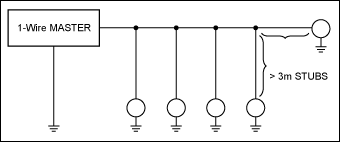 1-Wire MASTER
> 3m STUBS